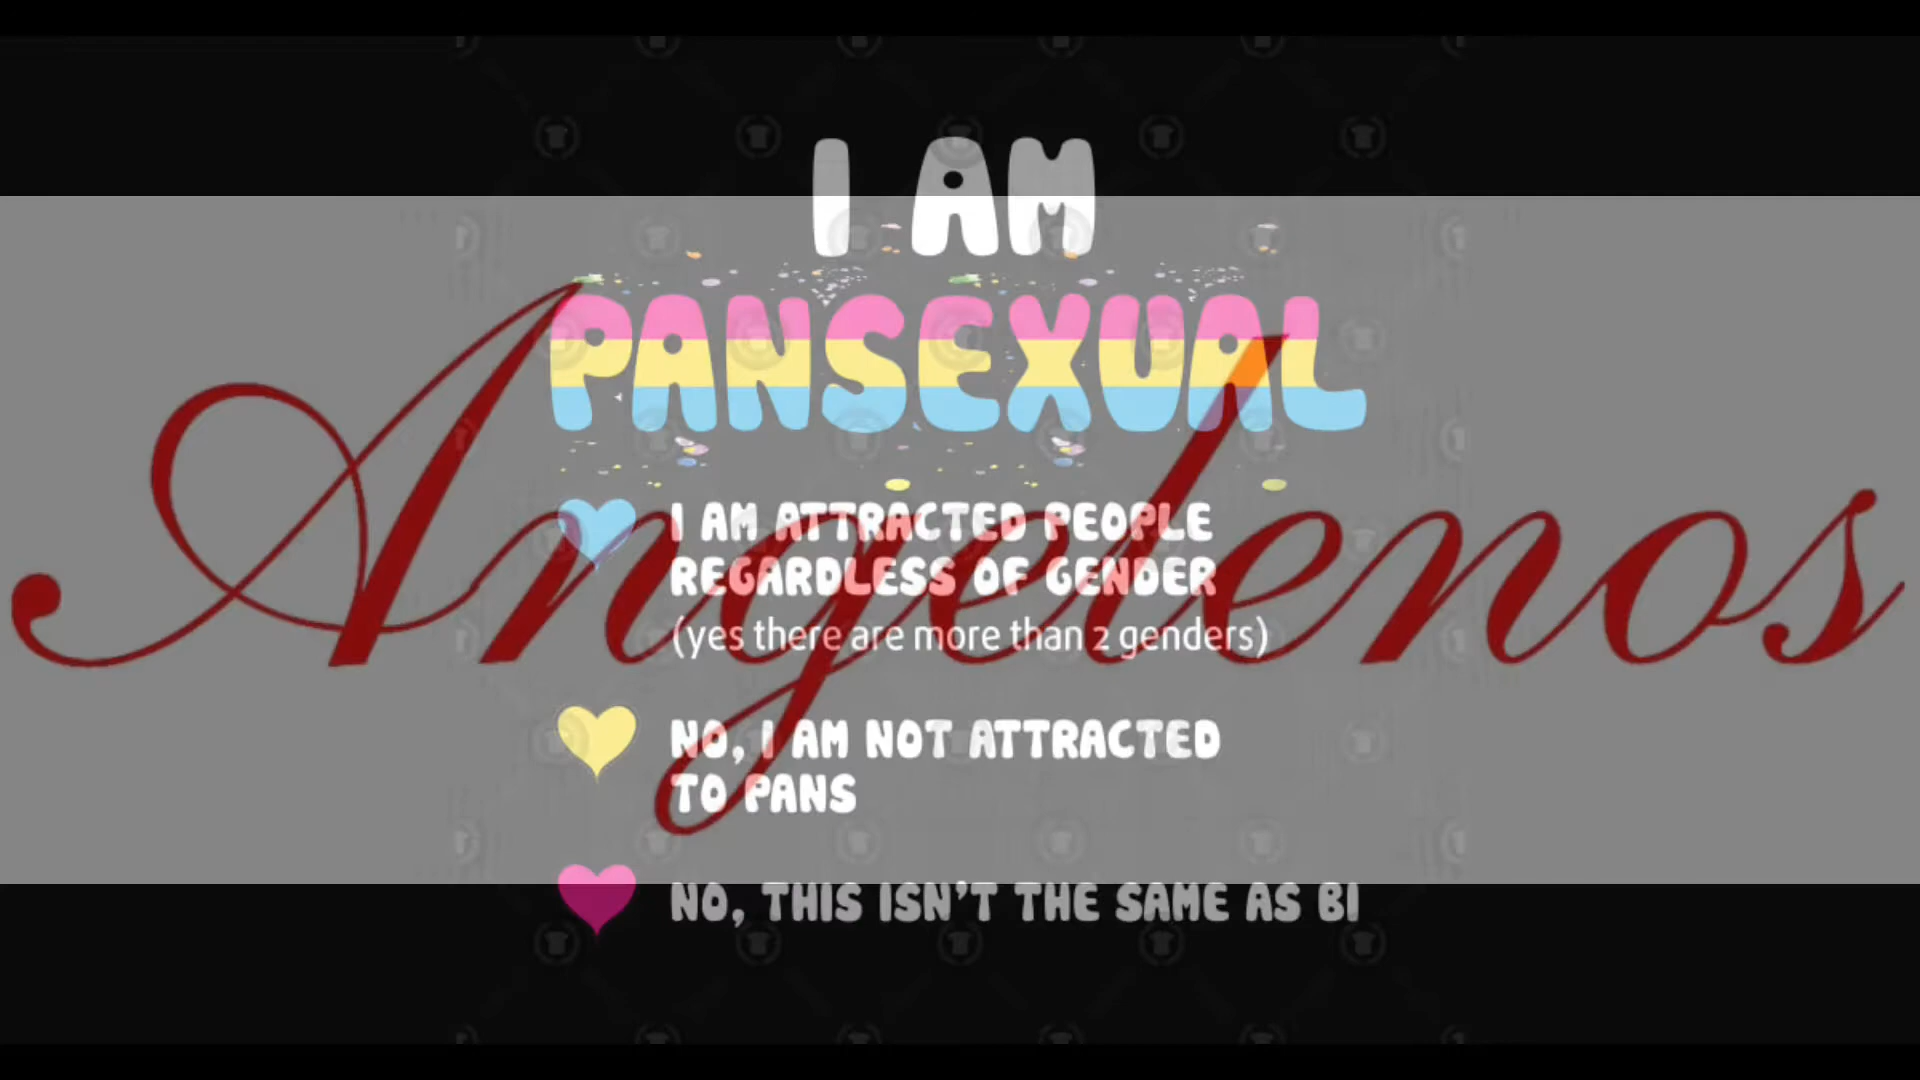 I AM
PANSEXUAL
Angelenos
I AM ATTRACTED PEOPLE
REGARDLESS OF GENDER
(yes there are more than 2 genders)
NO, I AM NOT ATTRACTED
TO PANS
NO, THIS ISN'T THE SAME AS BI